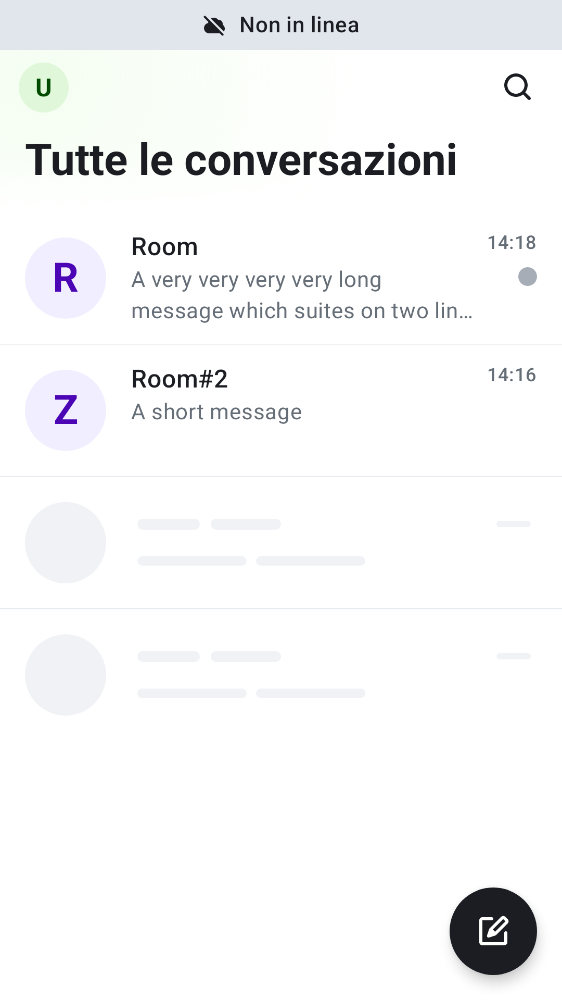 Non in linea
U
Tutte le conversazioni
R
Room
14:18
A very very very very long
message which suites on two lin…
Z
Room#2
14:16
A short message